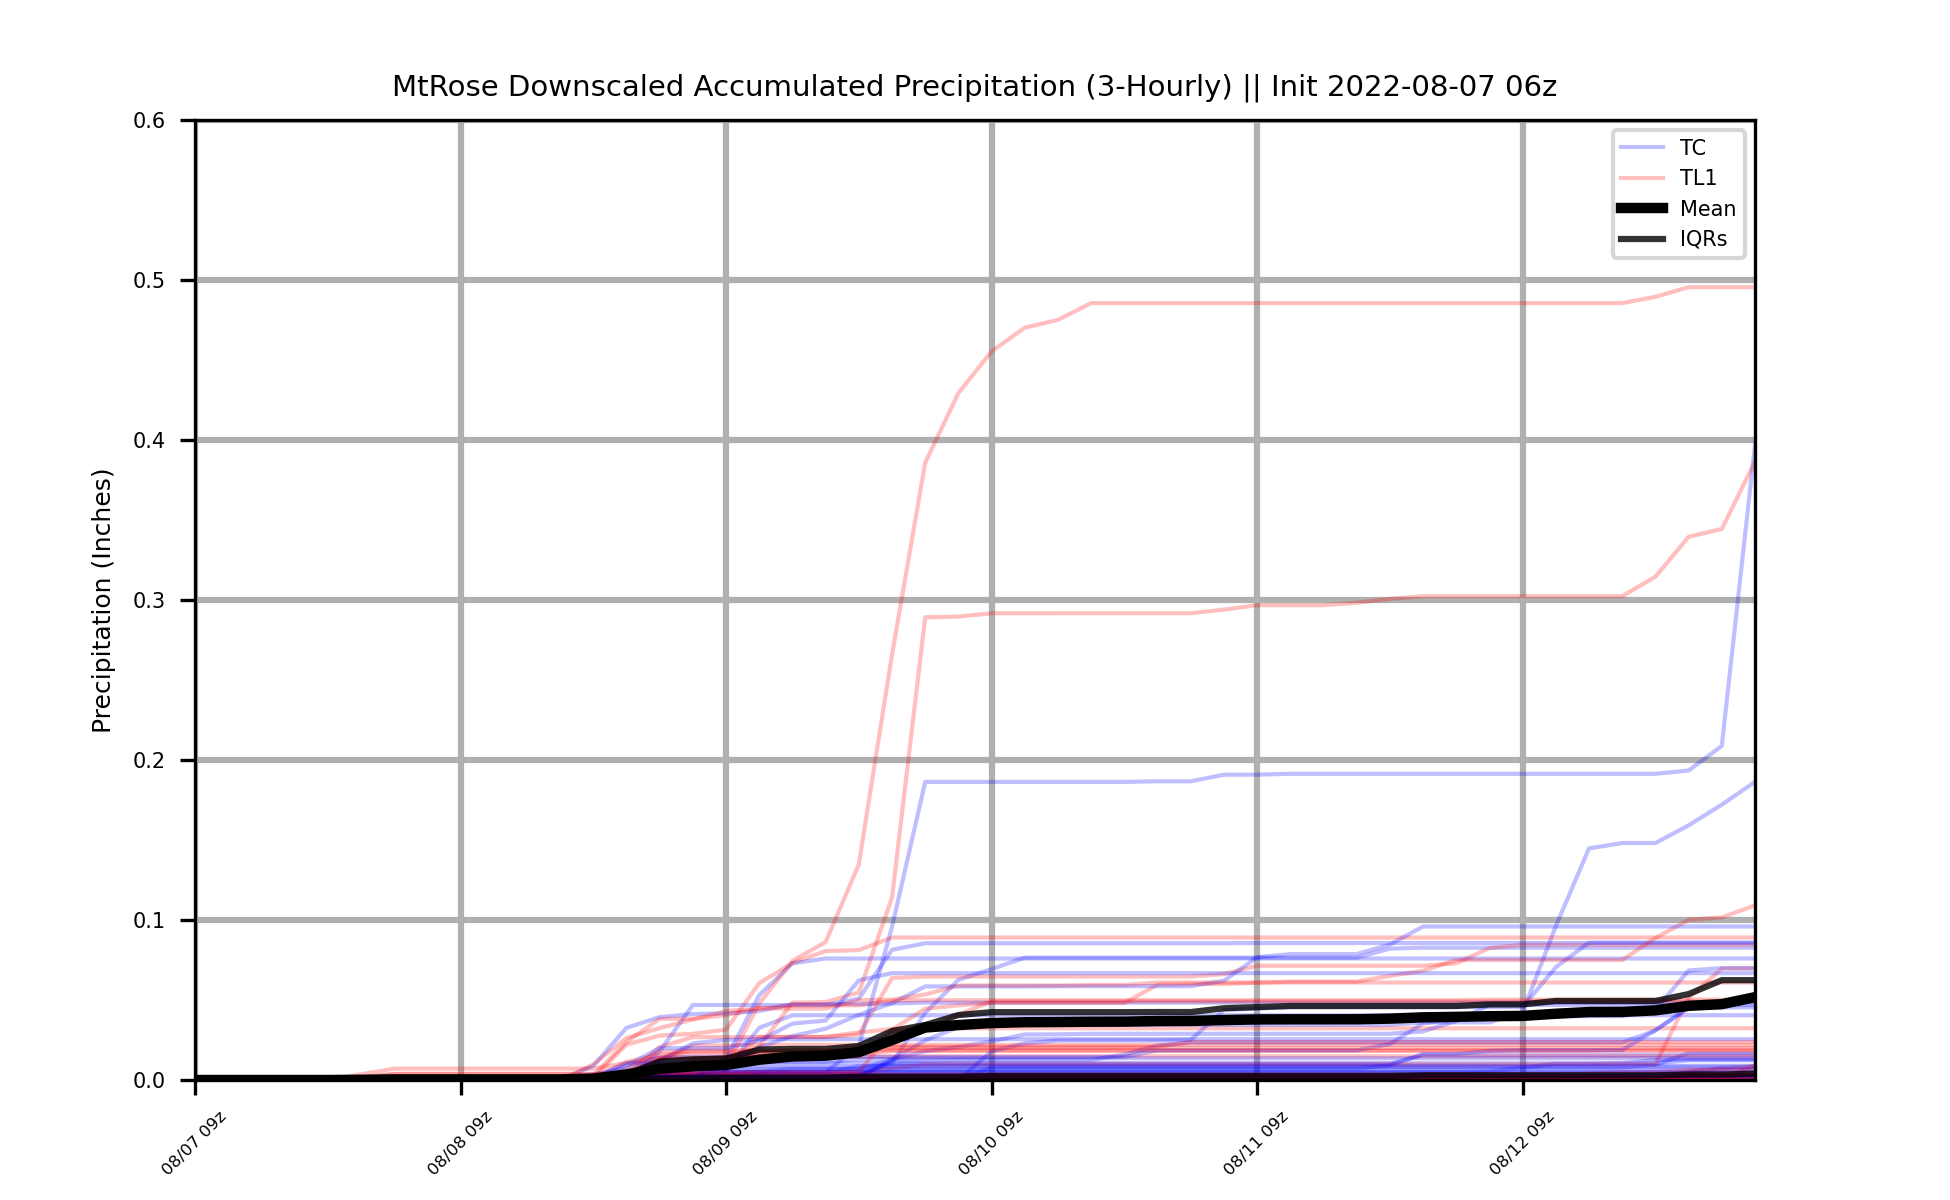 MtRose Downscaled Accumulated Precipitation (3-Hourly) || Init 2022-08-07 06z
TC
TL1
Mean
IQRs
Precipitation (Inches)
0.6
0.5
0.4
0.3
0.2
0.1
0.0
08/07 09z
08/08 09z
08/09 09z
08/10 09z
08/11 09z
08/12 09z